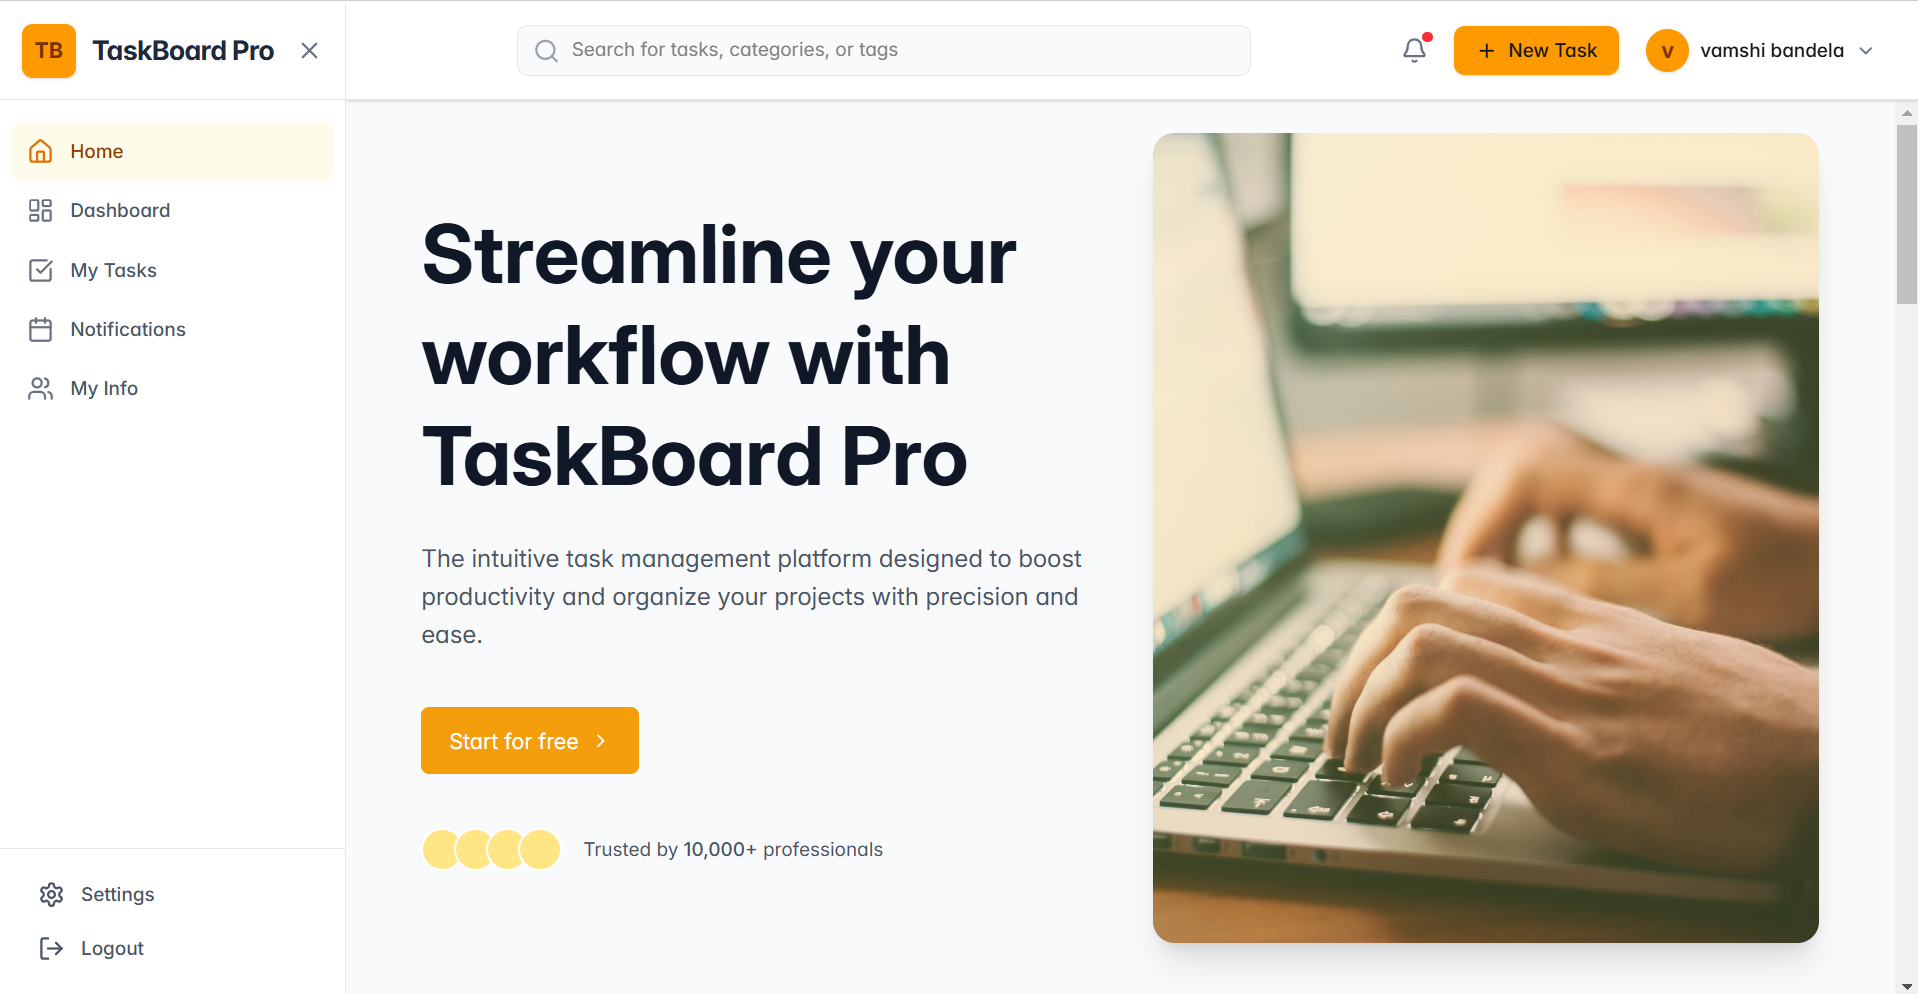 TB
TaskBoard Pro
Search for tasks, categories, or tags
New Task
v
vamshi bandela
Home
Dashboard
My Tasks
Notifications
My Info
Streamline your
workflow with
TaskBoard Pro
The intuitive task management platform designed to boost
productivity and organize your projects with precision and
ease.
Start for free
Trusted by 10,000+ professionals
Settings
Logout